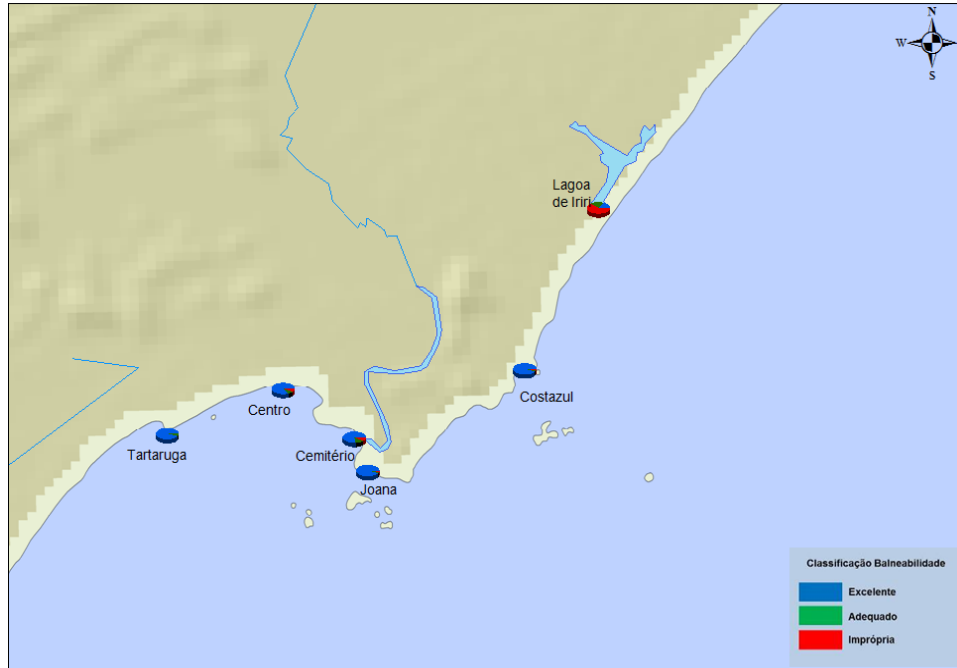 N
W
S
Lagoa
de Iriri
Costazul
Centro
Tartaruga
Cemitério
Joana
Classificação Balneabilidade
Excelente
Adequado
Imprópria